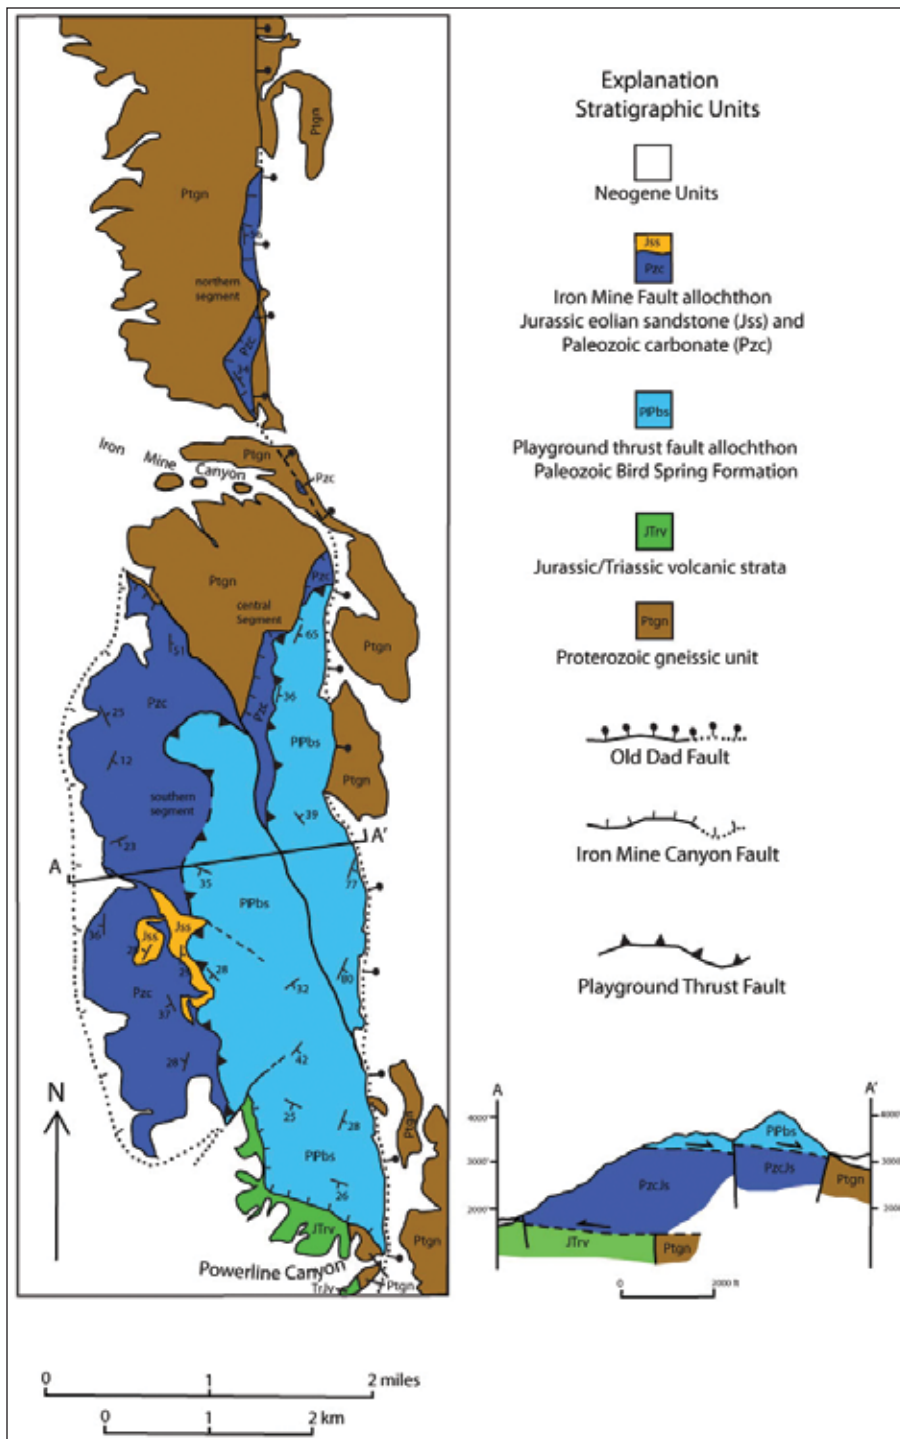 Explanation
Stratigraphic Units
Neogene Units
Jss
Pzc
Iron Mine Fault allochthon
Jurassic eolian sandstone (Jss) and
Paleozoic carbonate (Pzc)
PlPbs
Playground thrust fault allochthon
Paleozoic Bird Spring Formation
JTrv
Jurassic/Triassic volcanic strata
Ptgn
Proterozoic gneissic unit
Old Dad Fault
Iron Mine Canyon Fault
Playground Thrust Fault
Ptgn
Ptgn
northern
segment
Pzc
34
Iron Mine Canyon
Ptgn
Pzc
Ptgn
central
Segment
Pzc
65
Ptgn
51
Pzc
36
25
Pzc
PlPbs
12
Ptgn
southern
segment
39
23
A
A'
35
77
PlPbs
Jss
Jss
36
28
80
32
Pzc
37
28
42
N
25
28
Ptgn
PlPbs
26
JTrv
Ptgn
Powerline Canyon
TrJv
Ptgn
A
A'
4000'
4000'
PlPbs
3000'
3000'
PzcJs
PzcJs
Ptgn
2000'
JTrv
Ptgn
0
2000 ft
0 1 2 miles
0 1 2 km